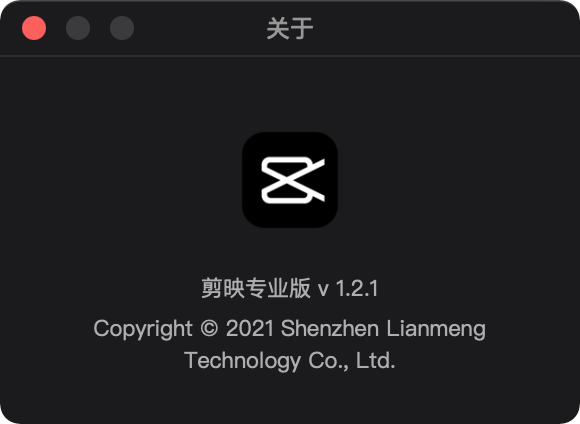 关于
剪映专业版 v 1.2.1
Copyright © 2021 Shenzhen Lianmeng
Technology Co., Ltd.